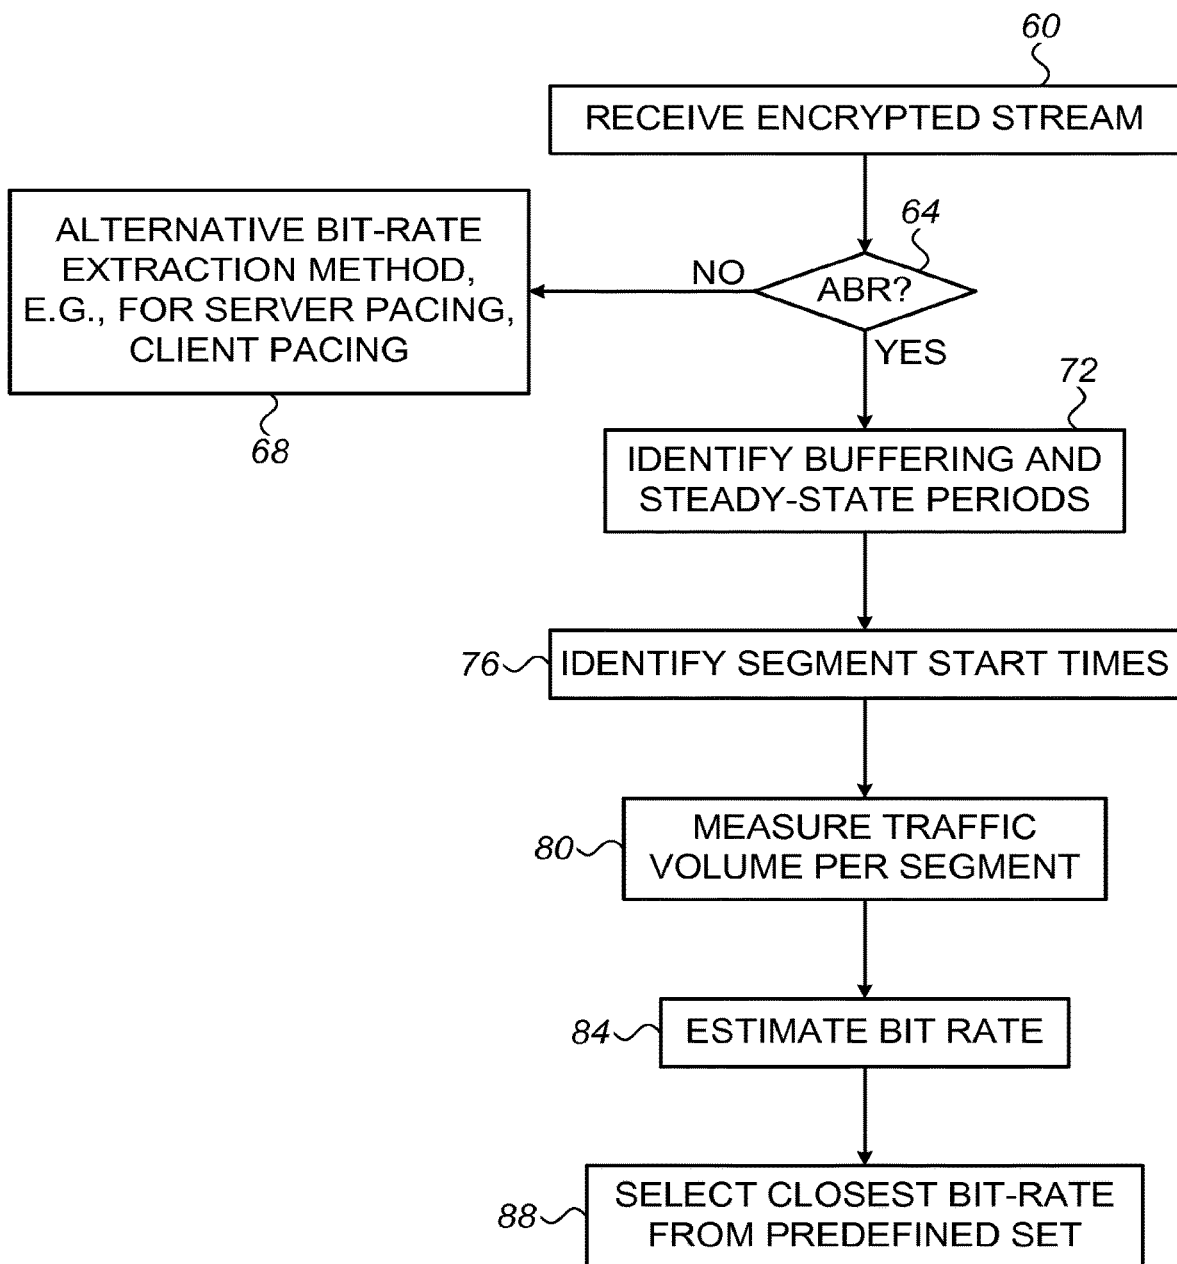 60
RECEIVE ENCRYPTED STREAM
64
ABR?
NO
YES
ALTERNATIVE BIT-RATE
EXTRACTION METHOD,
E.G., FOR SERVER PACING,
CLIENT PACING
68
72
IDENTIFY BUFFERING AND
STEADY-STATE PERIODS
76
IDENTIFY SEGMENT START TIMES
80
MEASURE TRAFFIC
VOLUME PER SEGMENT
84
ESTIMATE BIT RATE
88
SELECT CLOSEST BIT-RATE
FROM PREDEFINED SET